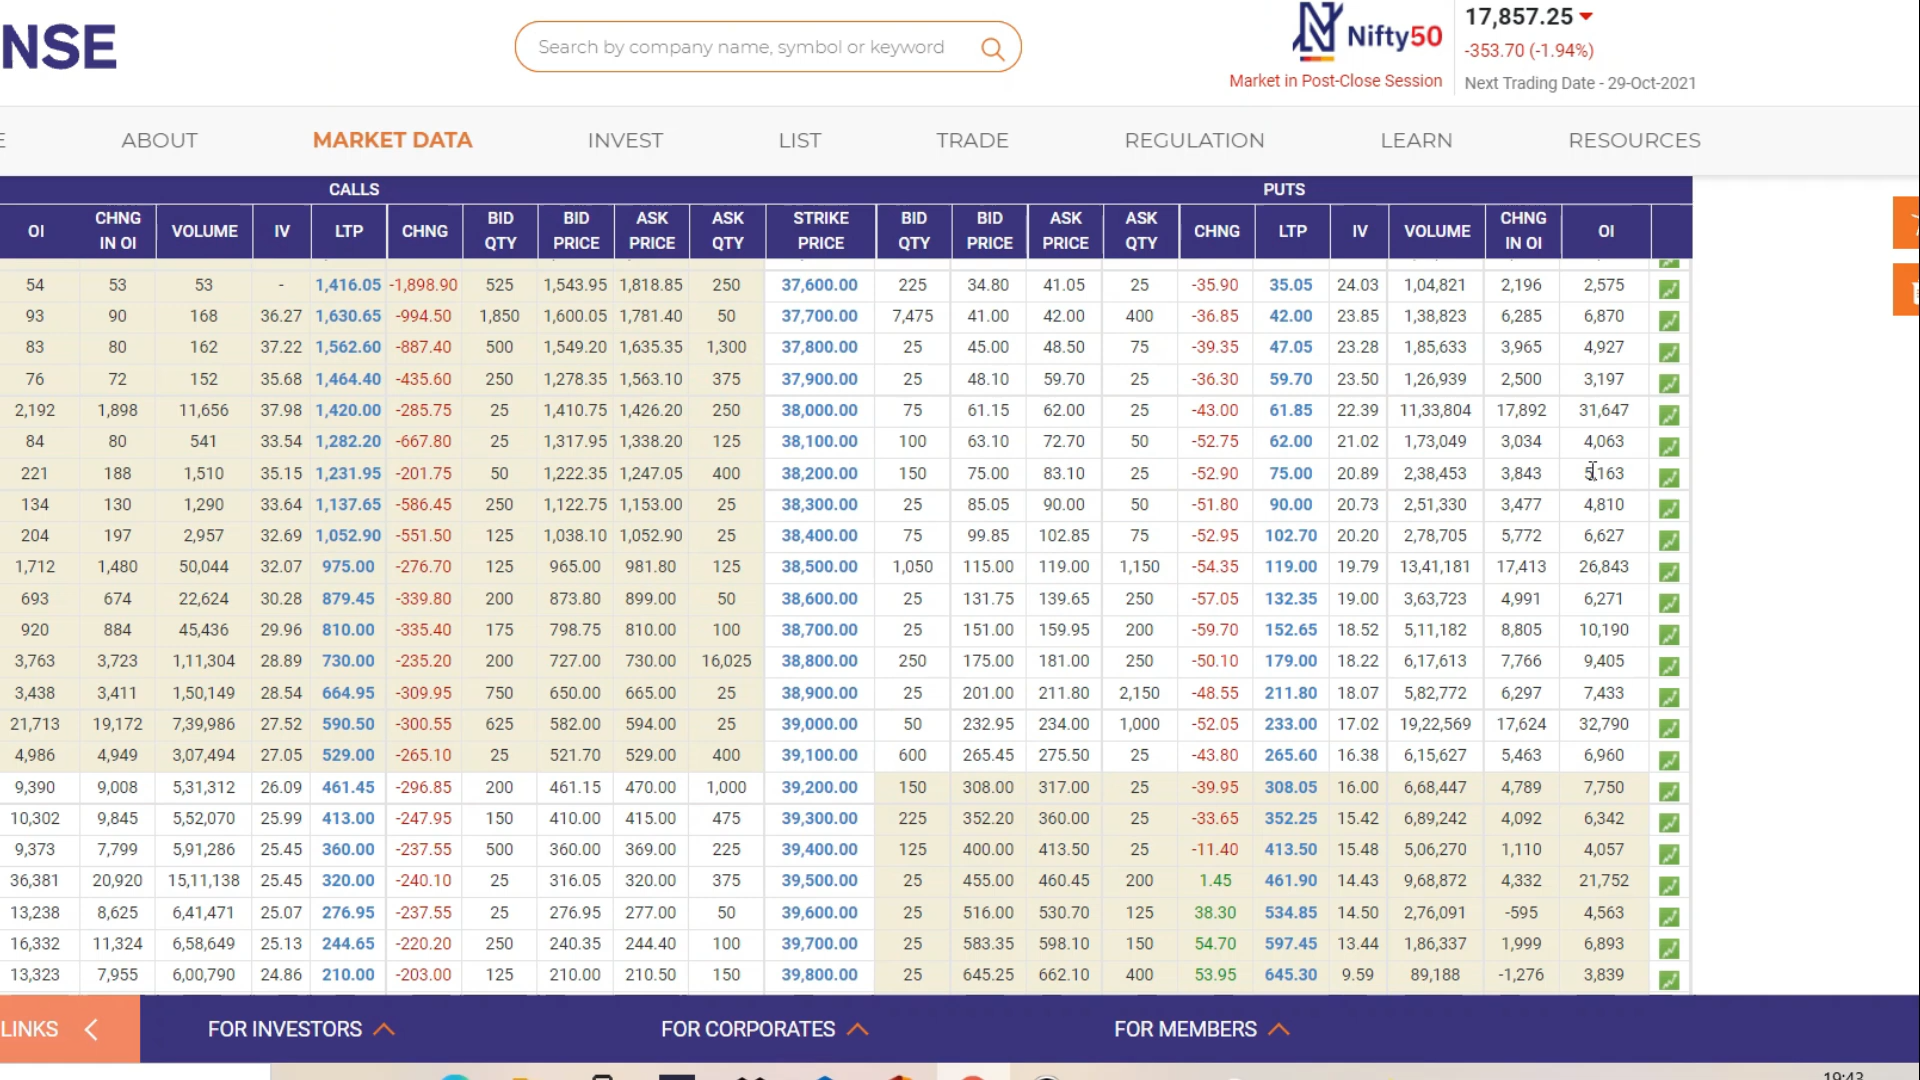 NSE
Search by company name, symbol or keyword
Nifty50
Market in Post-Close Session
17,857.25
-353.70 (-1.94%)
Next Trading Date - 29-Oct-2021
E ABOUT MARKET DATA INVEST LIST TRADE REGULATION LEARN RESOURCES
CALLS PUTS
OI CHNG IN OI VOLUME IV LTP CHNG BID QTY BID PRICE ASK PRICE ASK QTY STRIKE PRICE BID QTY BID PRICE ASK PRICE ASK QTY CHNG LTP IV VOLUME CHNG IN OI OI
54 53 53 - 1,416.05 -1,898.90 525 1,543.95 1,818.85 250 37,600.00 225 34.80 41.05 25 -35.90 35.05 24.03 1,04,821 2,196 2,575
93 90 168 36.27 1,630.65 -994.50 1,850 1,600.05 1,781.40 50 37,700.00 7,475 41.00 42.00 400 -36.85 42.00 23.85 1,38,823 6,285 6,870
83 80 162 37.22 1,562.60 -887.40 500 1,549.20 1,635.35 1,300 37,800.00 25 45.00 48.50 75 -39.35 47.05 23.28 1,85,633 3,965 4,927
76 72 152 35.68 1,464.40 -435.60 250 1,278.35 1,563.10 375 37,900.00 25 48.10 59.70 25 -36.30 59.70 23.50 1,26,939 2,500 3,197
2,192 1,898 11,656 37.98 1,420.00 -285.75 25 1,410.75 1,426.20 250 38,000.00 75 61.15 62.00 25 -43.00 61.85 22.39 11,33,804 17,892 31,647
84 80 541 33.54 1,282.20 -667.80 25 1,317.95 1,338.20 125 38,100.00 100 63.10 72.70 50 -52.75 62.00 21.02 1,73,049 3,034 4,063
221 188 1,510 35.15 1,231.95 -201.75 50 1,222.35 1,247.05 400 38,200.00 150 75.00 83.10 25 -52.90 75.00 20.89 2,38,453 3,843 5,163
134 130 1,290 33.64 1,137.65 -586.45 250 1,122.75 1,153.00 25 38,300.00 25 85.05 90.00 50 -51.80 90.00 20.73 2,51,330 3,477 4,810
204 197 2,957 32.69 1,052.90 -551.50 125 1,038.10 1,052.90 25 38,400.00 75 99.85 102.85 75 -52.95 102.70 20.20 2,78,705 5,772 6,627
1,712 1,480 50,044 32.07 975.00 -276.70 125 965.00 981.80 125 38,500.00 1,050 115.00 119.00 1,150 -54.35 119.00 19.79 13,41,181 17,413 26,843
693 674 22,624 30.28 879.45 -339.80 200 873.80 899.00 50 38,600.00 25 131.75 139.65 250 -57.05 132.35 19.00 3,63,723 4,991 6,271
920 884 45,436 29.96 810.00 -335.40 175 798.75 810.00 100 38,700.00 25 151.00 159.95 200 -59.70 152.65 18.52 5,11,182 8,805 10,190
3,763 3,723 1,11,304 28.89 730.00 -235.20 200 727.00 730.00 16,025 38,800.00 250 175.00 181.00 250 -50.10 179.00 18.22 6,17,613 7,766 9,405
3,438 3,411 1,50,149 28.54 664.95 -309.95 750 650.00 665.00 25 38,900.00 25 201.00 211.80 2,150 -48.55 211.80 18.07 5,82,772 6,297 7,433
21,713 19,172 7,39,986 27.52 590.50 -300.55 625 582.00 594.00 25 39,000.00 50 232.95 234.00 1,000 -52.05 233.00 17.02 19,22,569 17,624 32,790
4,986 4,949 3,07,494 27.05 529.00 -265.10 25 521.70 529.00 400 39,100.00 600 265.45 275.50 25 -43.80 265.60 16.38 6,15,627 5,463 6,960
9,390 9,008 5,31,312 26.09 461.45 -296.85 200 461.15 470.00 1,000 39,200.00 150 308.00 317.00 25 -39.95 308.05 16.00 6,68,447 4,789 7,750
10,302 9,845 5,52,070 25.99 413.00 -247.95 150 410.00 415.00 475 39,300.00 225 352.20 360.00 25 -33.65 352.25 15.42 6,89,242 4,092 6,342
9,373 7,799 5,91,286 25.45 360.00 -237.55 500 360.00 369.00 225 39,400.00 125 400.00 413.50 25 -11.40 413.50 15.48 5,06,270 1,110 4,057
36,381 20,920 15,11,138 25.45 320.00 -240.10 25 316.05 320.00 375 39,500.00 25 455.00 460.45 200 1.45 461.90 14.43 9,68,872 4,332 21,752
13,238 8,625 6,41,471 25.07 276.95 -237.55 25 276.95 277.00 50 39,600.00 25 516.00 530.70 125 38.30 534.85 14.50 2,76,091 -595 4,563
16,332 11,324 6,58,649 25.13 244.65 -220.20 250 240.35 244.40 100 39,700.00 25 583.35 598.10 150 54.70 597.45 13.44 1,86,337 1,999 6,893
13,323 7,955 6,00,790 24.86 210.00 -203.00 125 210.00 210.50 150 39,800.00 25 645.25 662.10 400 53.95 645.30 9.59 89,188 -1,276 3,839
LINKS FOR INVESTORS FOR CORPORATES FOR MEMBERS
19:43